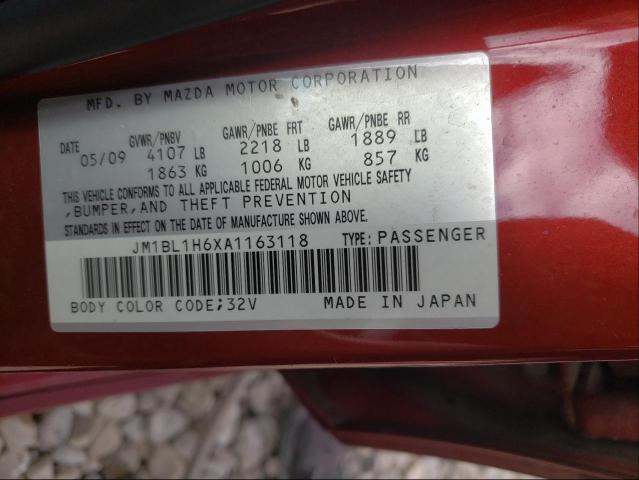 MFD. BY MAZDA MOTOR CORPORATION
DATE GVWR/PNBV GAWR/PNBE FRT GAWR/PNBE RR
05/09 4107 LB 2218 LB 1889 LB
1863 KG 1006 KG 857 KG
THIS VEHICLE CONFORMS TO ALL APPLICABLE FEDERAL MOTOR VEHICLE SAFETY
,BUMPER,AND THEFT PREVENTION
STANDARDS IN EFFECT ON THE DATE OF MANUFACTURE SHOWN ABOVE.
JM1BL1H6XA1163118 TYPE: PASSENGER
BODY COLOR CODE;32V MADE IN JAPAN